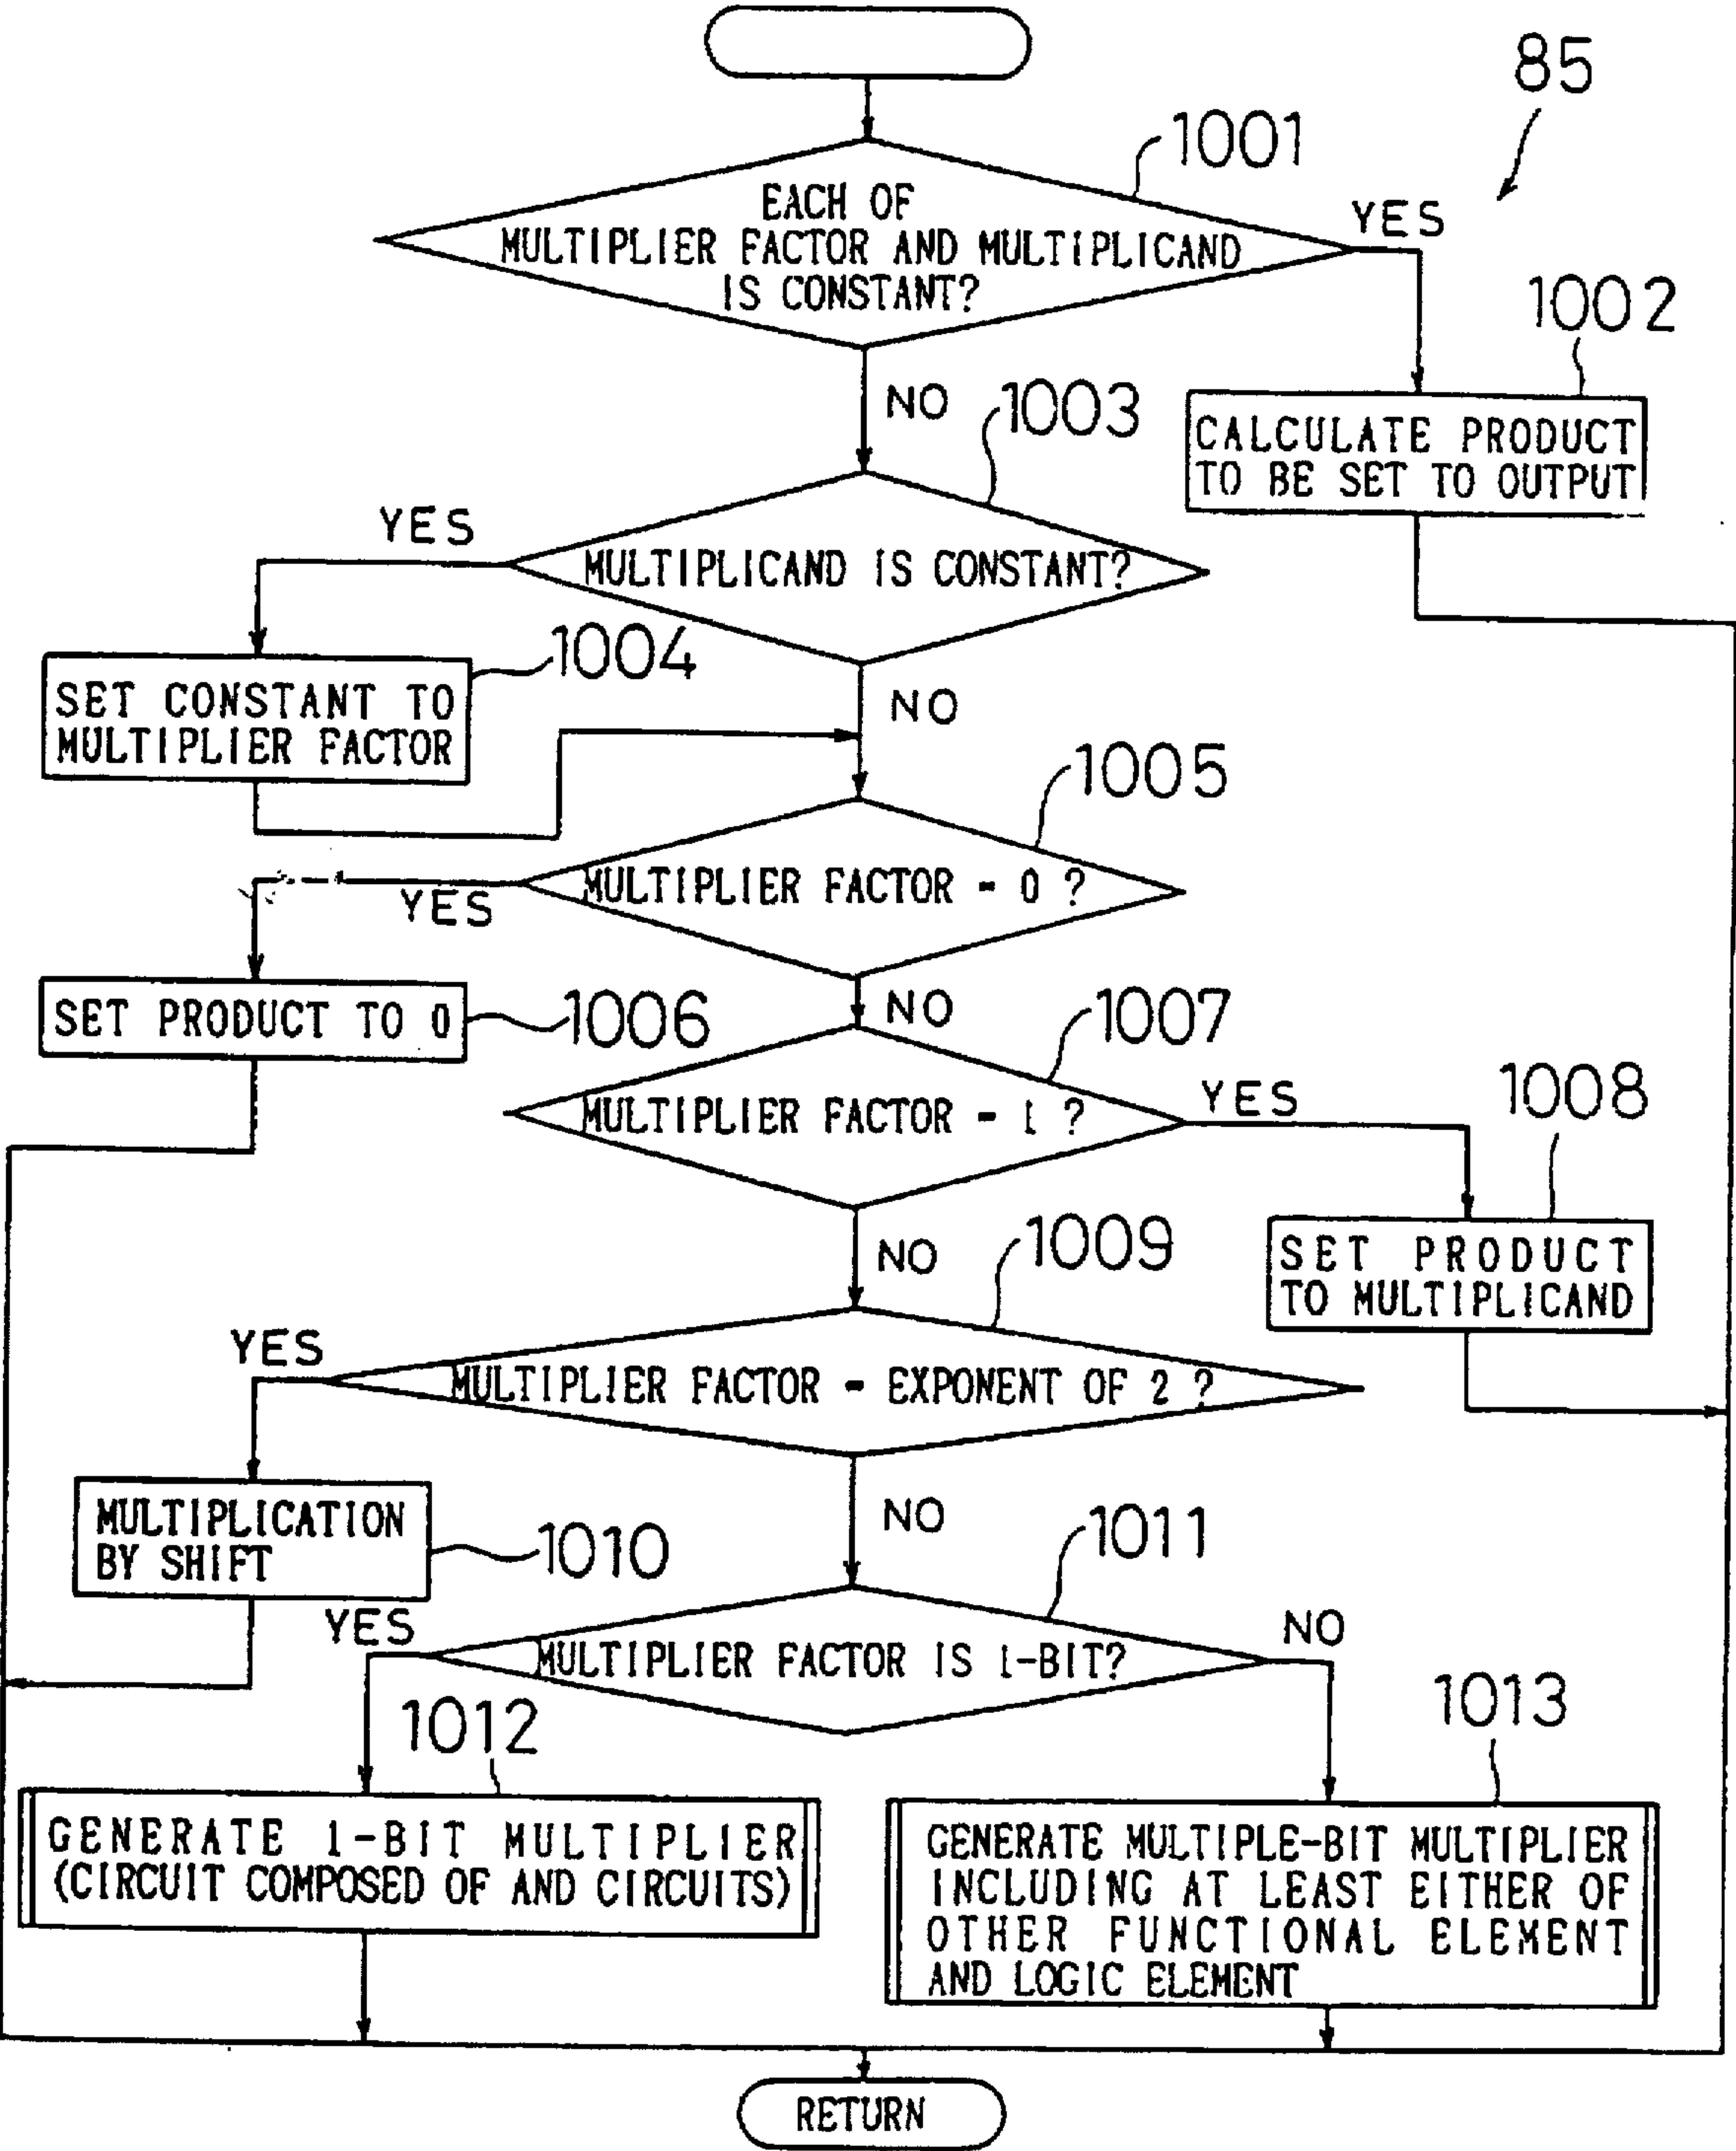 85
1001
EACH OF
MULTIPLIER FACTOR AND MULTIPLICAND
IS CONSTANT?
YES
1002
CALCULATE PRODUCT
TO BE SET TO OUTPUT
NO
1003
MULTIPLICAND IS CONSTANT?
YES
1004
SET CONSTANT TO
MULTIPLIER FACTOR
NO
1005
MULTIPLIER FACTOR - 0 ?
YES
1006
SET PRODUCT TO 0
NO
1007
MULTIPLIER FACTOR - 1 ?
YES
1008
SET PRODUCT
TO MULTIPLICAND
NO
1009
MULTIPLIER FACTOR - EXPONENT OF 2 ?
YES
MULTIPLICATION
BY SHIFT
1010
NO
1011
MULTIPLIER FACTOR IS 1-BIT?
YES
NO
1012
GENERATE 1-BIT MULTIPLIER
(CIRCUIT COMPOSED OF AND CIRCUITS)
1013
GENERATE MULTIPLE-BIT MULTIPLIER
INCLUDING AT LEAST EITHER OF
OTHER FUNCTIONAL ELEMENT
AND LOGIC ELEMENT
RETURN